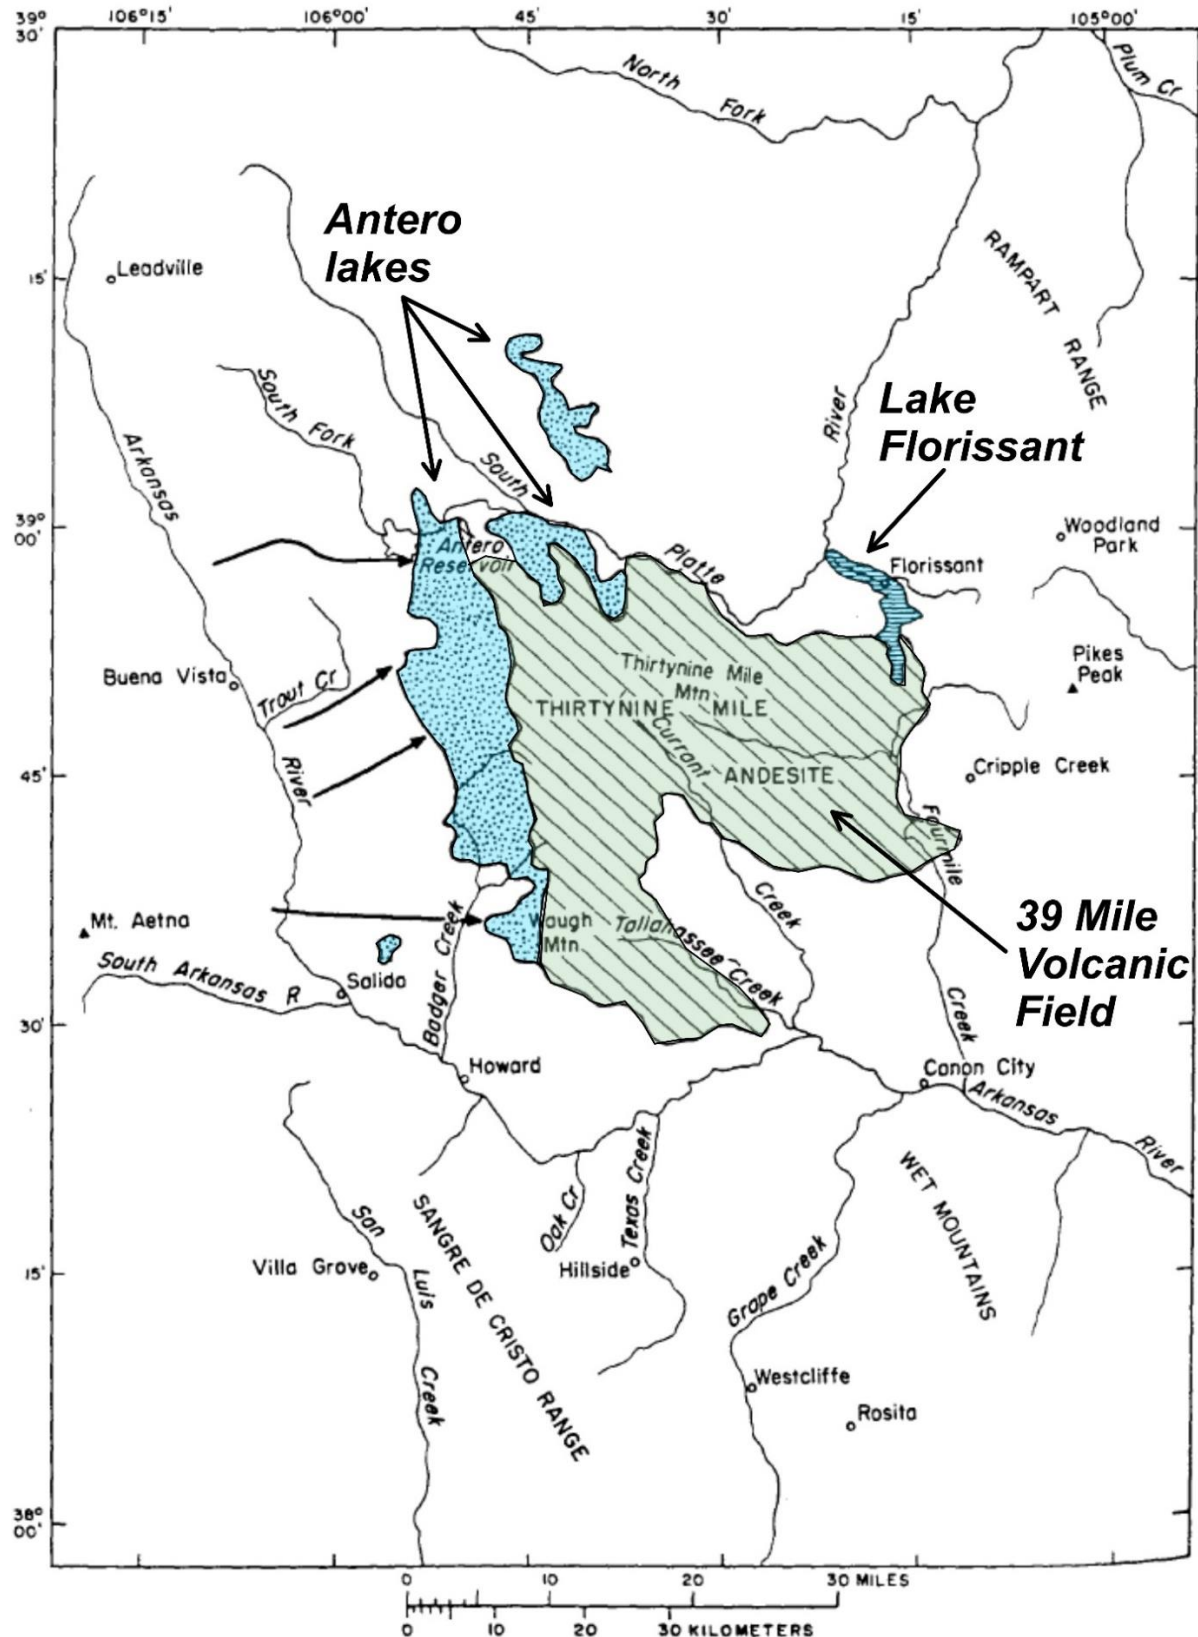 39°
30'
106°15'
106°00'
45'
30'
15'
105°00'
North
Fork
Plum Cr
Antero
lakes
RAMPART
RANGE
15'
Leadville
South Fork
River
Lake
Florissant
Arkansas
South
39°
00'
Antero
Reservoir
Platte
Woodland
Park
Florissant
Thirtynine Mile
Mtn.
Pikes
Peak
Buena Vista
Trout Cr
THIRTYNINE MILE
Currant
ANDESITE
45'
River
Cripple Creek
Fourmile
Creek
Mt. Aetna
Badger Creek
Waugh
Mtn.
Tallahassee Creek
39 Mile
Volcanic
Field
South Arkansas R
Salida
Creek
30'
Howard
Canon City
Arkansas
River
San
Luis
Creek
SANGRE DE CRISTO RANGE
Oak Cr
Texas Creek
WET MOUNTAINS
15'
Villa Grove
Hillside
Grape Creek
Westcliffe
Rosita
38°
00'
0 10 20 30 MILES
0 10 20 30 KILOMETERS